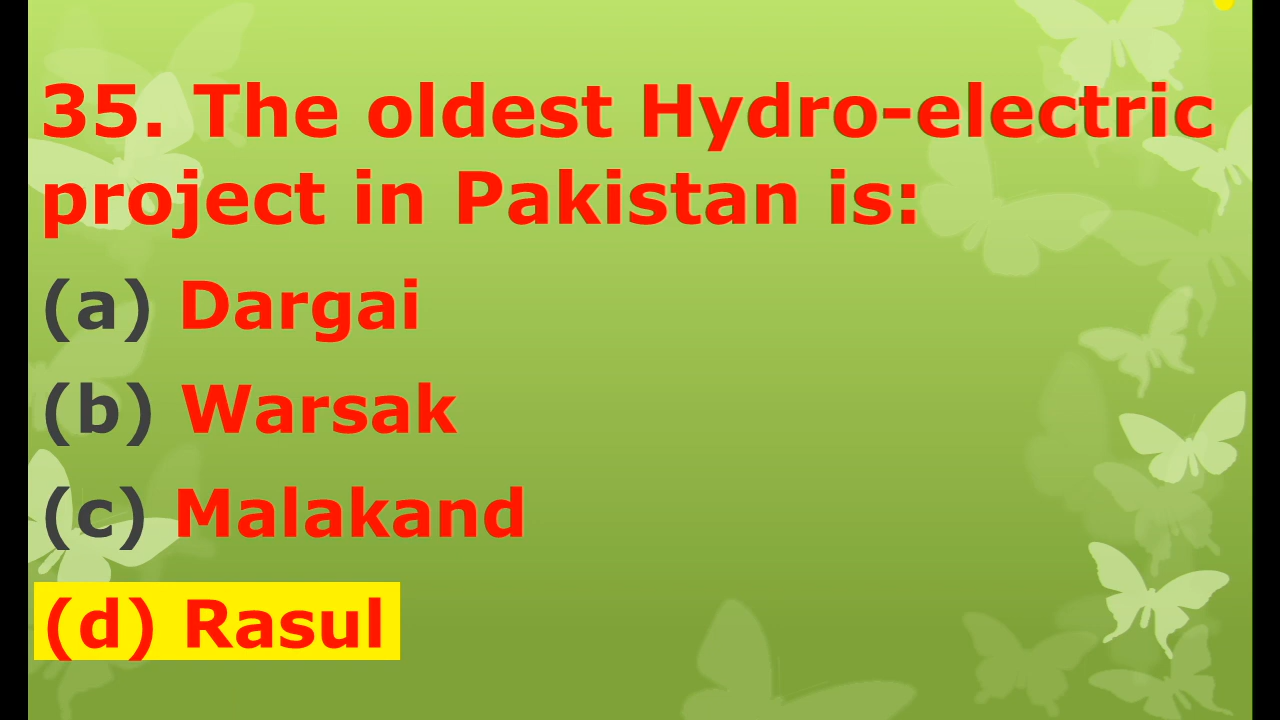 35. The oldest Hydro-electric
project in Pakistan is:
(a) Dargai
(b) Warsak
(c) Malakand
(d) Rasul